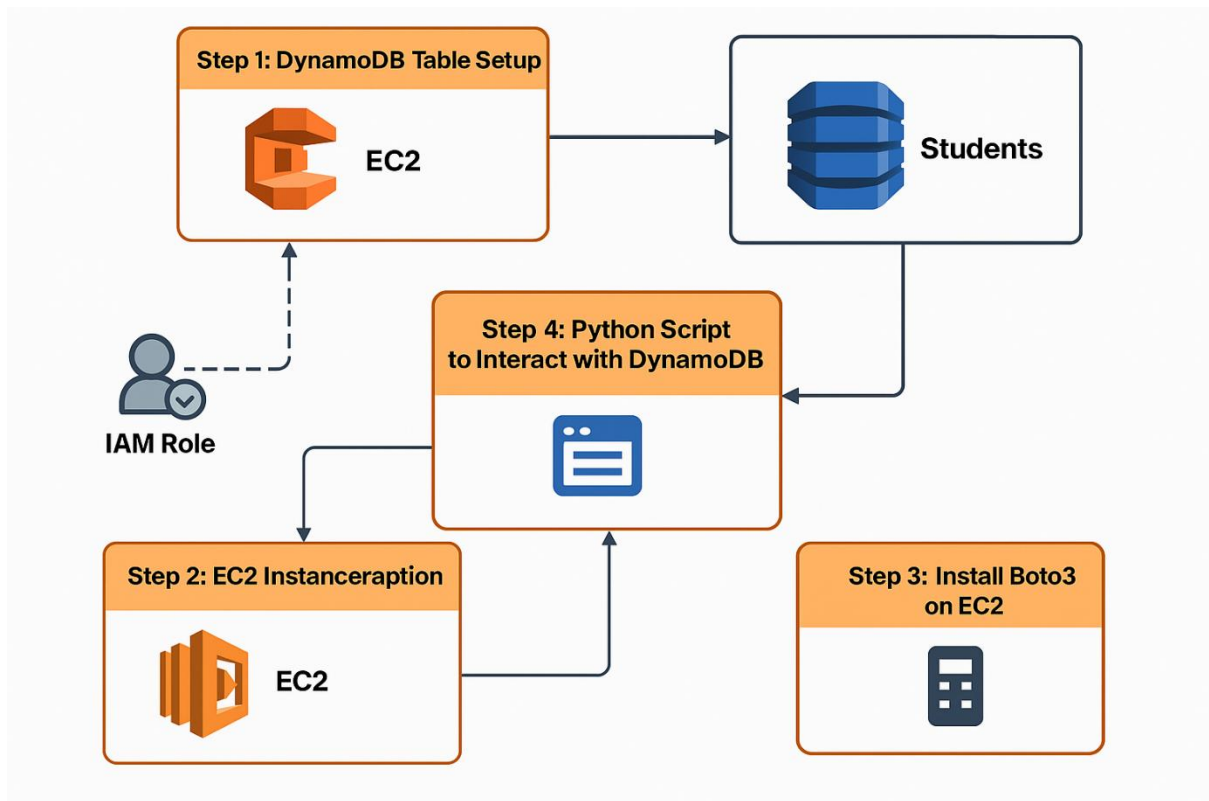 Step 1: DynamoDB Table Setup
EC2
Students
Step 4: Python Script
to Interact with DynamoDB
IAM Role
Step 2: EC2 Instanceraption
EC2
Step 3: Install Boto3
on EC2